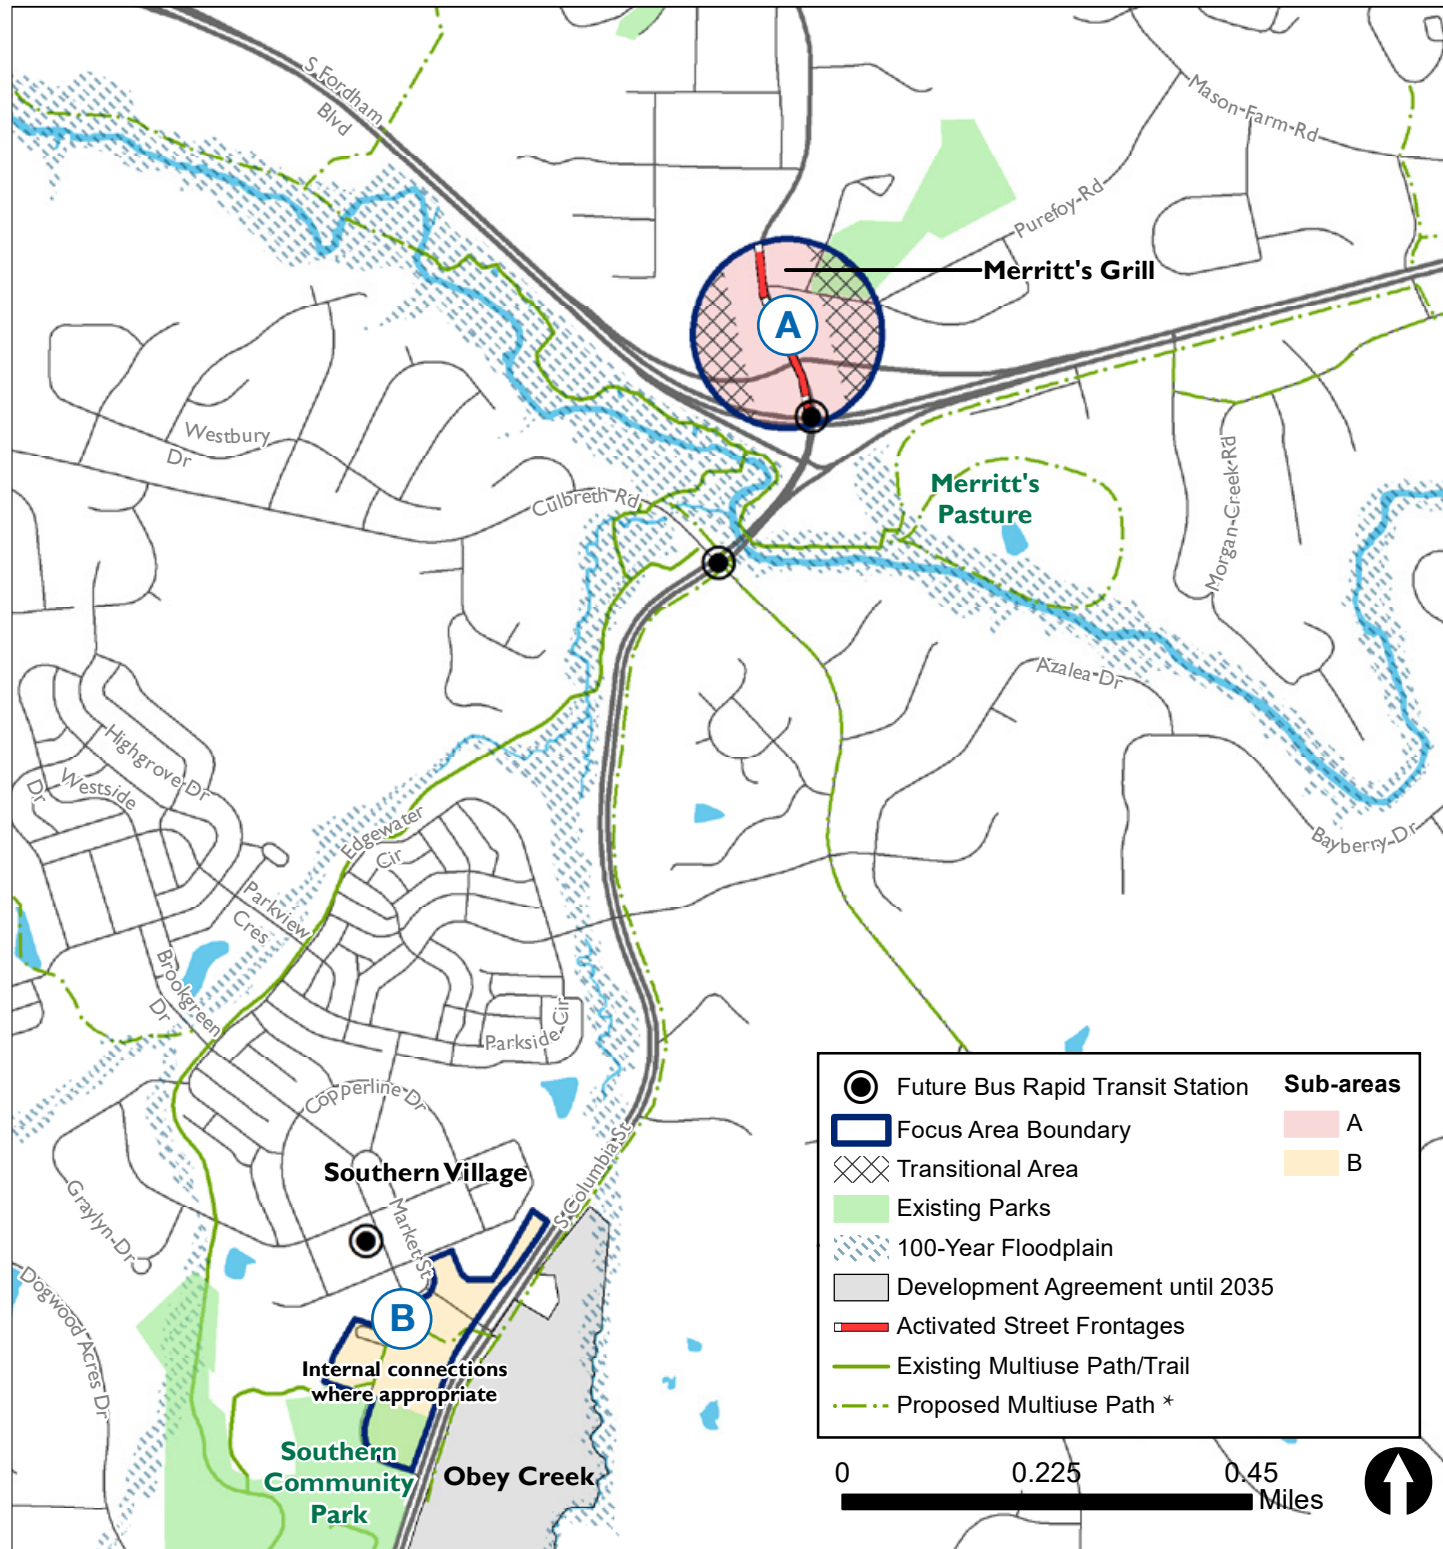 S Fordham
Blvd
Mason Farm Rd
Purefoy Rd
Merritt's Grill
A
Westbury
Dr
Culbreth Rd
Merritt's
Pasture
Morgan Creek Rd
Azalea Dr
Highgrove Dr
Westside
Dr
Edgewater
Cir
Bayberry Dr
Parkview
Cres
Brookgreen
Dr
Parkside Cir
Copperline Dr
Southern Village
S Columbia St
Market St
Graylyn Dr
Dogwood Acres Dr
B
Internal connections
where appropriate
Southern
Community
Park
Obey Creek
Future Bus Rapid Transit Station
Focus Area Boundary
Transitional Area
Existing Parks
100-Year Floodplain
Development Agreement until 2035
Activated Street Frontages
Existing Multiuse Path/Trail
Proposed Multiuse Path *
Sub-areas
A
B
0 0.225 0.45
Miles